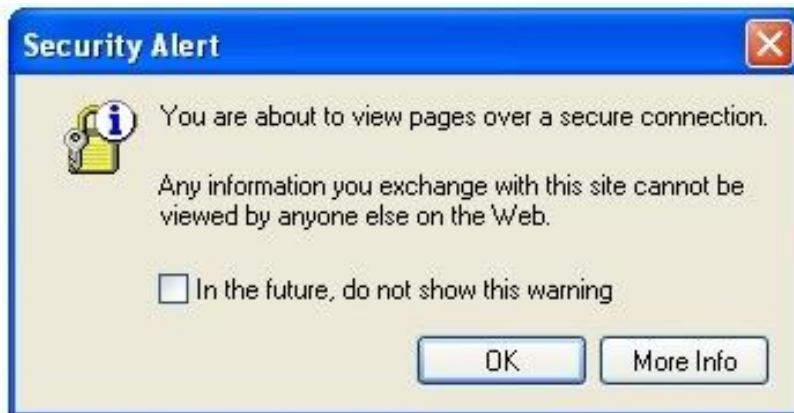 Security Alert
You are about to view pages over a secure connection.
Any information you exchange with this site cannot be
viewed by anyone else on the Web.
In the future, do not show this warning
OK
More Info